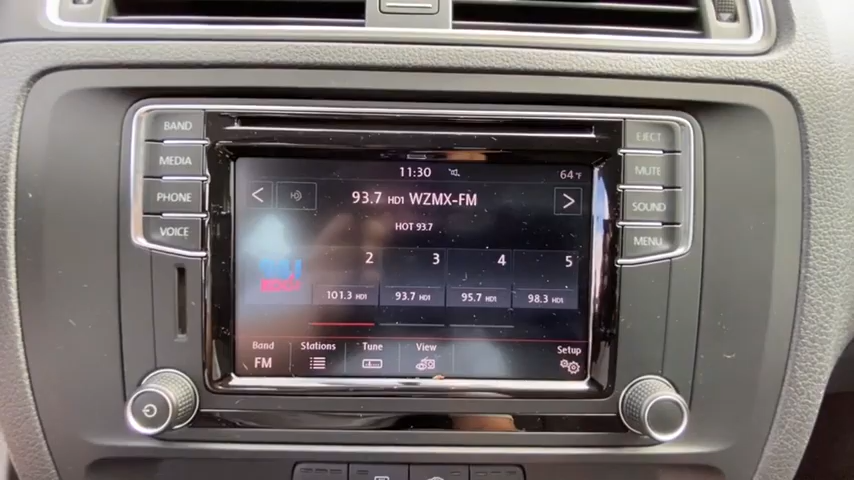 BAND
MEDIA
PHONE
VOICE
EJECT
MUTE
SOUND
MENU
11:30
64°F
93.7 HD1 WZMX-FM
HOT 93.7
2 3 4 5
101.3 HD1 93.7 HD1 95.7 HD1 98.3 HD1
Band Stations Tune View Setup
FM